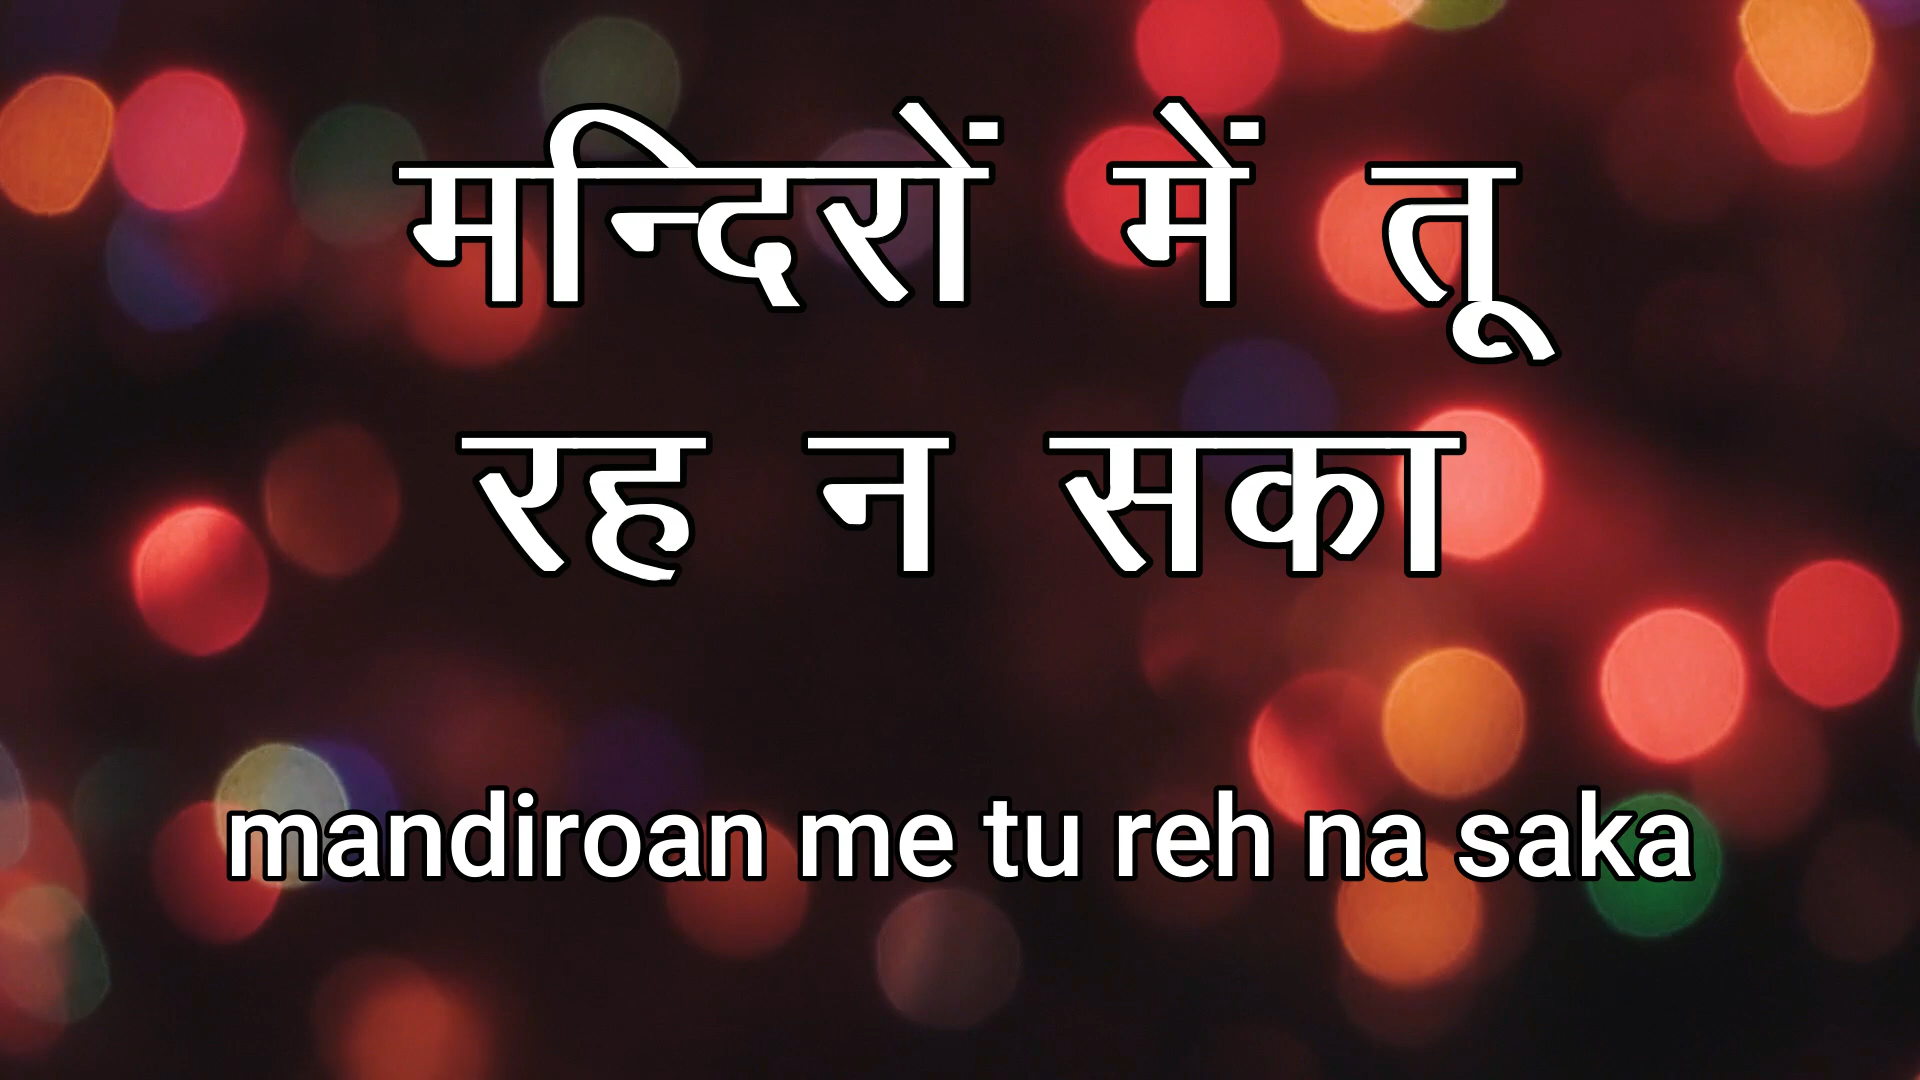 मन्दिरों में तू
रह न सका
mandiroan me tu reh na saka